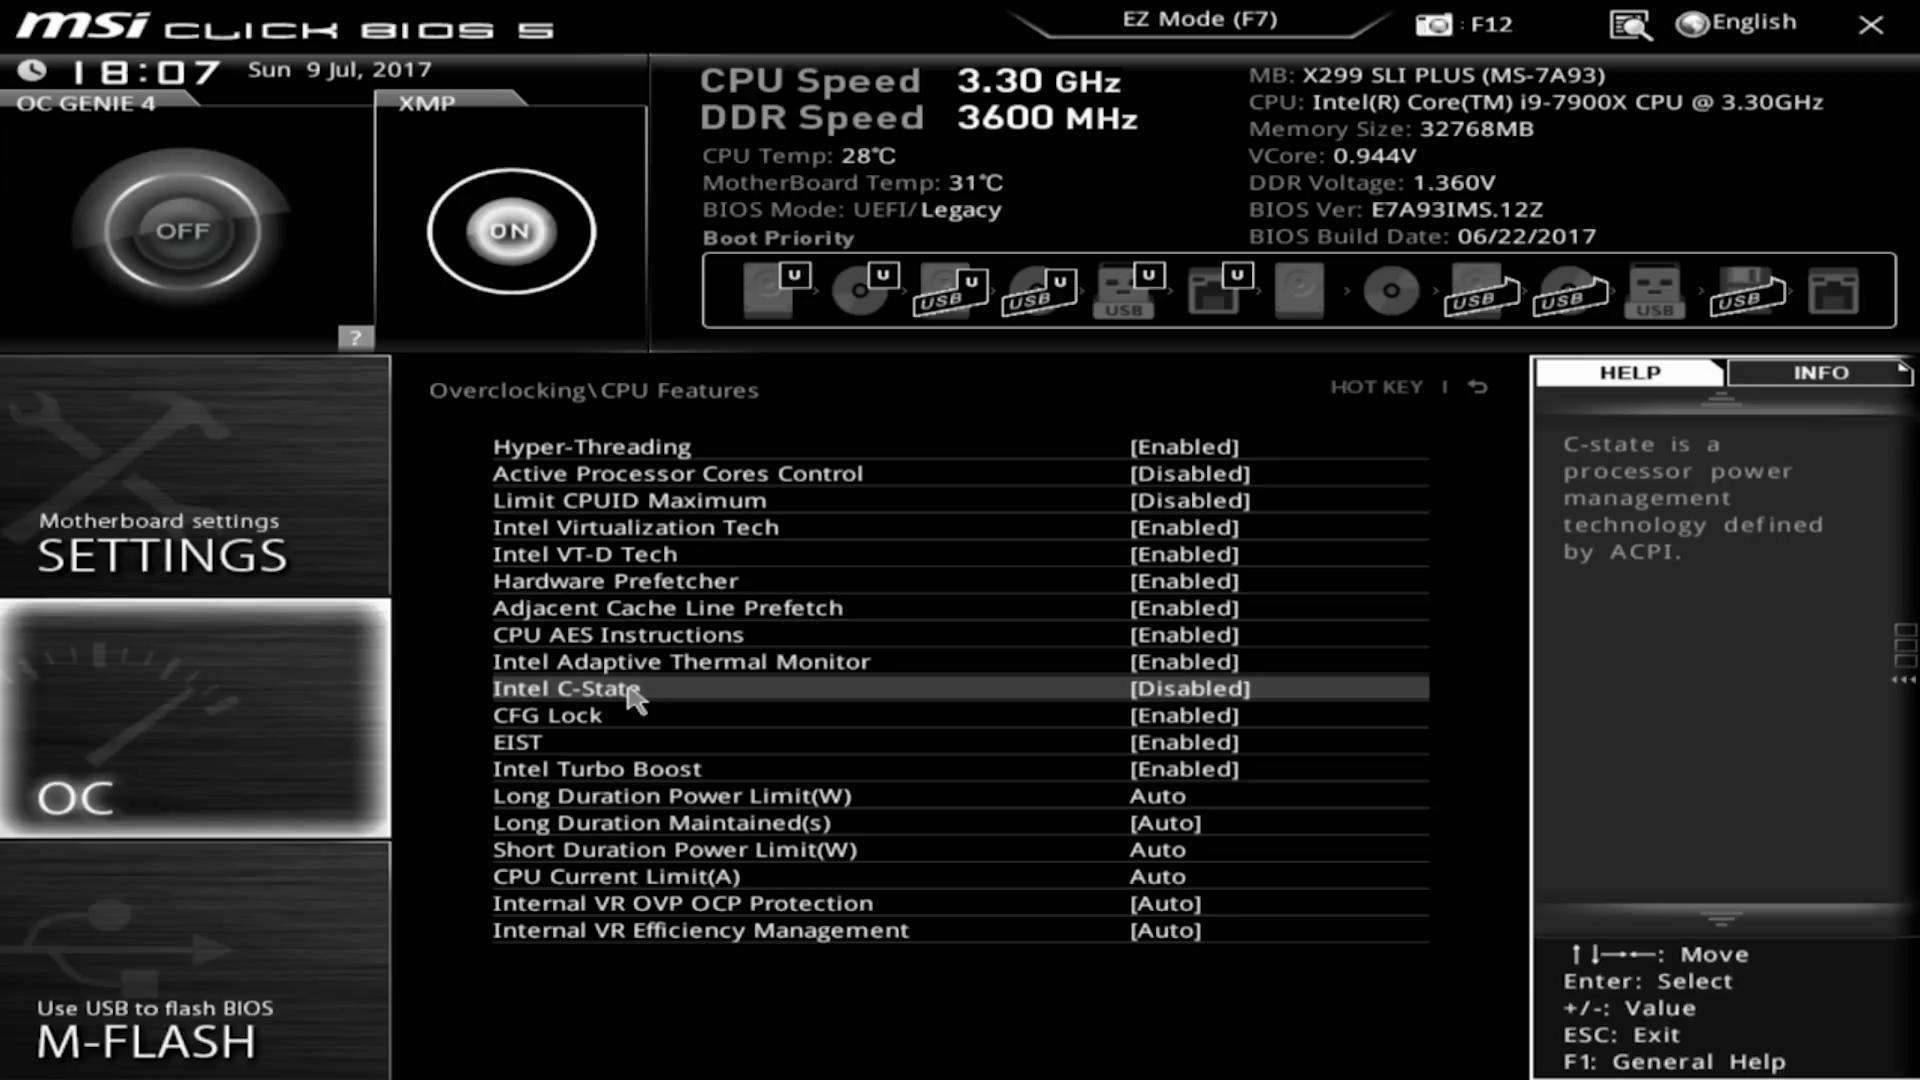 msi CLICK BIOS 5
EZ Mode (F7)
: F12
English
18:07 Sun 9 Jul, 2017
OC GENIE 4
XMP
OFF
ON
?
CPU Speed 3.30 GHz
DDR Speed 3600 MHz
CPU Temp: 28°C
MotherBoard Temp: 31°C
BIOS Mode: UEFI/Legacy
Boot Priority
MB: X299 SLI PLUS (MS-7A93)
CPU: Intel(R) Core(TM) i9-7900X CPU @ 3.30GHz
Memory Size: 32768MB
VCore: 0.944V
DDR Voltage: 1.360V
BIOS Ver: E7A93IMS.12Z
BIOS Build Date: 06/22/2017
U U U U U U
USB USB USB USB USB USB USB
Motherboard settings
SETTINGS
OC
Use USB to flash BIOS
M-FLASH
Overclocking\CPU Features
HOT KEY |
Hyper-Threading [Enabled]
Active Processor Cores Control [Disabled]
Limit CPUID Maximum [Disabled]
Intel Virtualization Tech [Enabled]
Intel VT-D Tech [Enabled]
Hardware Prefetcher [Enabled]
Adjacent Cache Line Prefetch [Enabled]
CPU AES Instructions [Enabled]
Intel Adaptive Thermal Monitor [Enabled]
Intel C-State [Disabled]
CFG Lock [Enabled]
EIST [Enabled]
Intel Turbo Boost [Enabled]
Long Duration Power Limit(W) Auto
Long Duration Maintained(s) [Auto]
Short Duration Power Limit(W) Auto
CPU Current Limit(A) Auto
Internal VR OVP OCP Protection [Auto]
Internal VR Efficiency Management [Auto]
HELP
INFO
C-state is a
processor power
management
technology defined
by ACPI.
↑↓→←: Move
Enter: Select
+/-: Value
ESC: Exit
F1: General Help